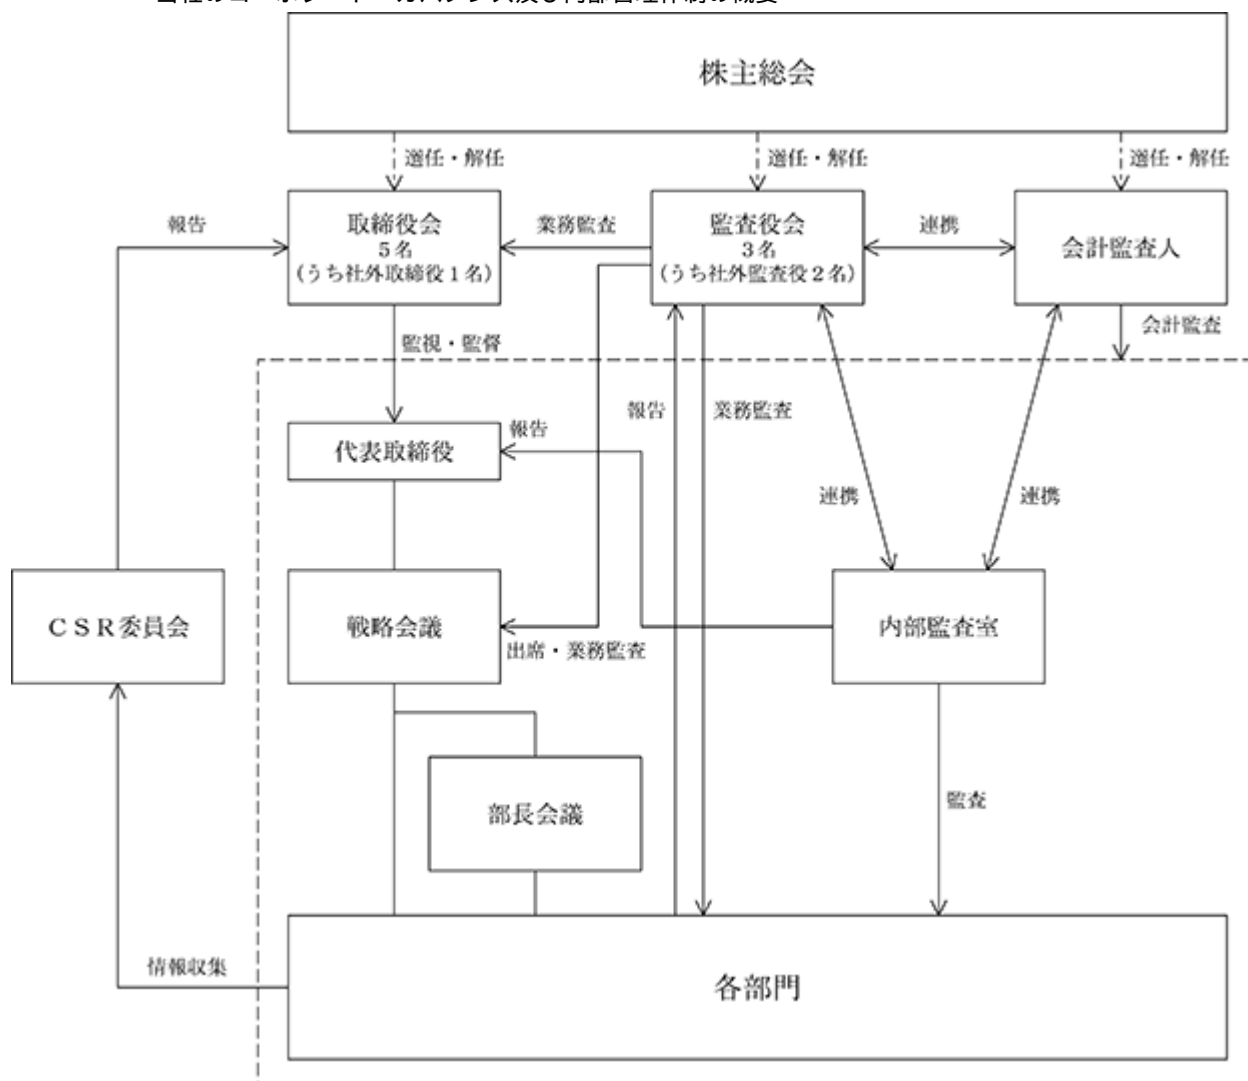 株主総会
選任・解任
選任・解任
選任・解任
報告
取締役会
5名
(うち社外取締役1名)
業務監査
監査役会
3名
(うち社外監査役2名)
連携
会計監査人
監視・監督
会計監査
報告
業務監査
代表取締役
報告
連携
連携
CSR委員会
戦略会議
出席・業務監査
内部監査室
部長会議
監査
情報収集
各部門